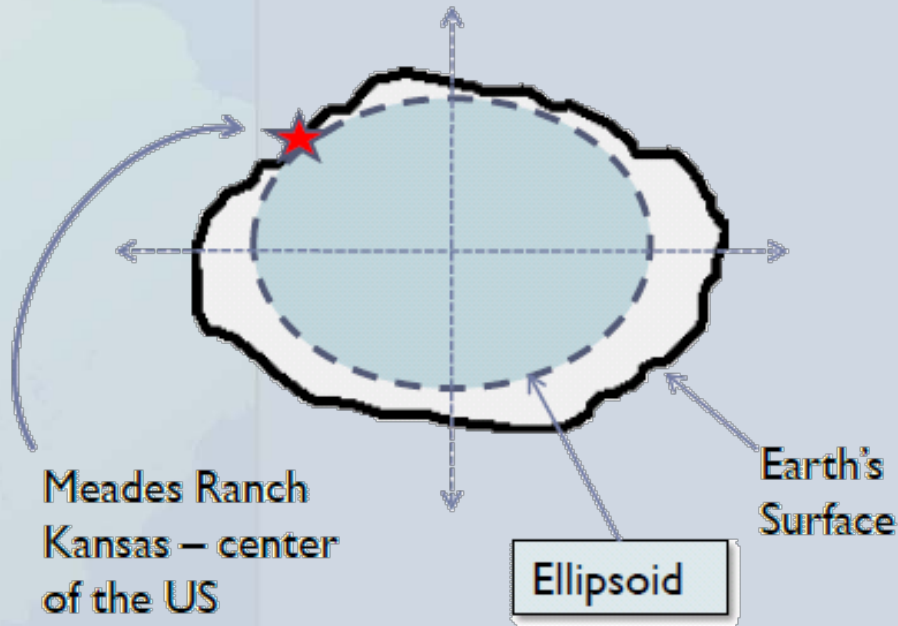 Meades Ranch
Kansas – center
of the US
Ellipsoid
Earth's
Surface